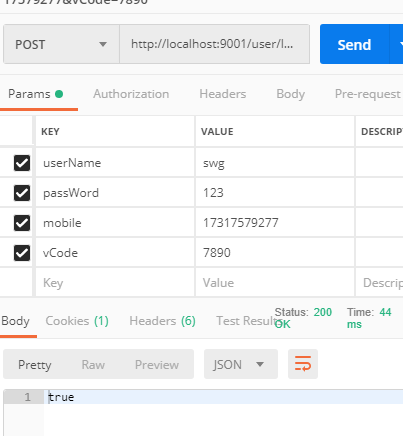 17579277&vCode=7890
POST http://localhost:9001/user/l... Send
Params Authorization Headers Body Pre-request
KEY VALUE DESCRIP
userName swg
passWord 123
mobile 17317579277
vCode 7890
Key Value Descrip
Body Cookies (1) Headers (6) Test Results Status: 200 OK Time: 44 ms
Pretty Raw Preview JSON
1 true